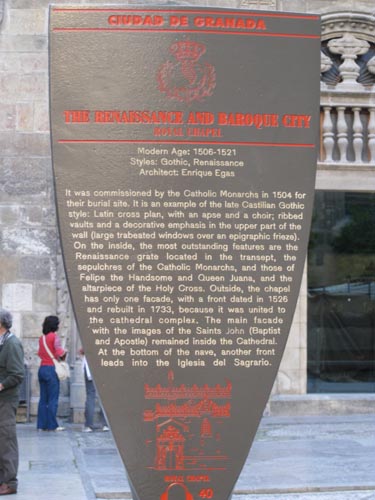 CIUDAD DE GRANADA
THE RENAISSANCE AND BAROQUE CITY
ROYAL CHAPEL
Modern Age: 1506-1521
Styles: Gothic, Renaissance
Architect: Enrique Egas
It was commissioned by the Catholic Monarchs in 1504 for
their burial site. It is an example of the late Castilian Gothic
style: Latin cross plan, with an apse and a choir; ribbed
vaults and a decorative emphasis in the upper part of the
wall (large trabeated windows over an epigraphic frieze).
On the inside, the most outstanding features are the
Renaissance grate located in the transept, the
sepulchres of the Catholic Monarchs, and those of
Felipe the Handsome and Queen Juana, and the
altarpiece of the Holy Cross. Outside, the chapel
has only one facade, with a front dated in 1526
and rebuilt in 1733, because it was united to
the cathedral complex. The main facade
with the images of the Saints John (Baptist
and Apostle) remained inside the Cathedral.
At the bottom of the nave, another front
leads into the Iglesia del Sagrario.
ROYAL CHAPEL
40